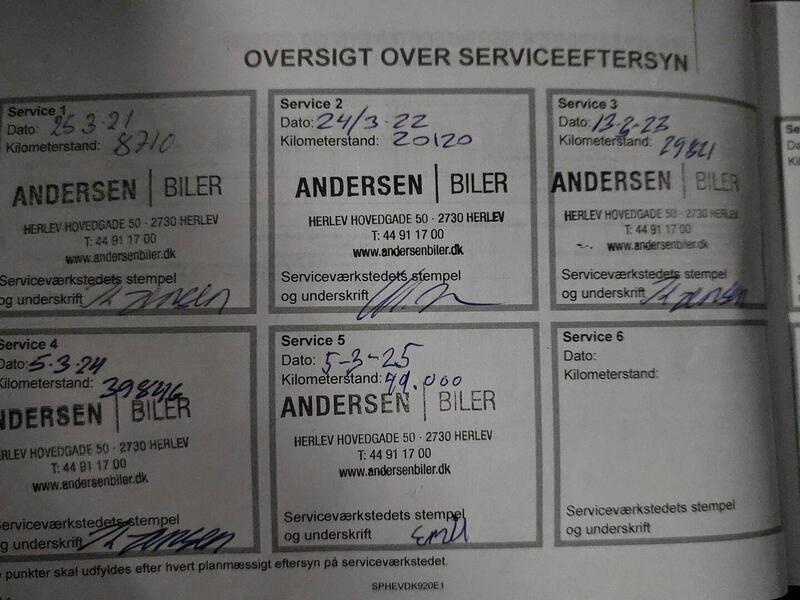 OVERSIGT OVER SERVICEEFTERSYN
Service 1
Dato: 25 3-21
Kilometerstand: 8710
ANDERSEN | BILER
HERLEV HOVEDGADE 50 · 2730 HERLEV
T: 44 91 17 00
www.andersenbiler.dk
Serviceværkstedets stempel
og underskrift
Service 2
Dato: 24/3-22
Kilometerstand: 20120
ANDERSEN | BILER
HERLEV HOVEDGADE 50 · 2730 HERLEV
T: 44 91 17 00
www.andersenbiler.dk
Serviceværkstedets stempel
og underskrift
Service 3
Dato:
Kilometerstand:
ANDERSEN | BILER
HERLEV HOVEDGADE 50 · 2730 HERLEV
T: 44 91 17 00
www.andersenbiler.dk
Serviceværkstedets stempel
og underskrift
Service 4
Dato: 5-3-24
Kilometerstand: 39846
NDERSEN | BILER
RLEV HOVEDGADE 50 · 2730 HERLEV
T: 44 91 17 00
www.andersenbiler.dk
Serviceværkstedets stempel
og underskrift
Service 5
Dato: 5-3-25
Kilometerstand: 49.000
ANDERSEN | BILER
HERLEV HOVEDGADE 50 · 2730 HERLEV
T: 44 91 17 00
www.andersenbiler.dk
Serviceværkstedets stempel
og underskrift Emil
Service 6
Dato:
Kilometerstand:
Serviceværkstedets stempel
og underskrift
punkter skal udfyldes efter hvert planmæssigt eftersyn på serviceværkstedet.
SPHEVDK920E1